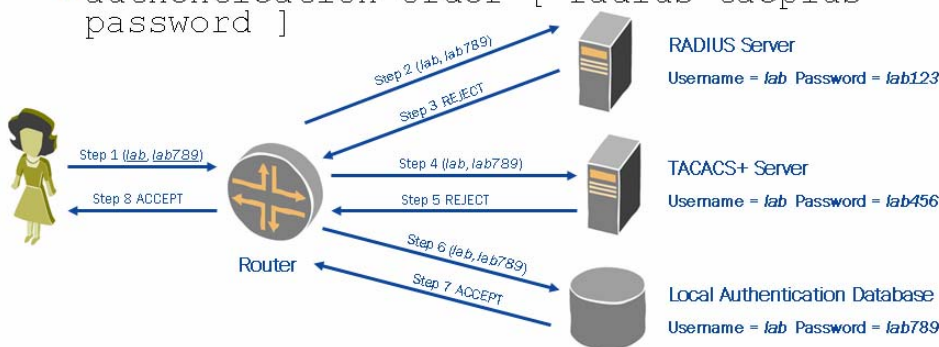 password ]
Step 2 (lab, lab789)
RADIUS Server
Username = lab Password = lab123
Step 3 REJECT
Step 1 (lab, lab789)
Step 4 (lab, lab789)
TACACS+ Server
Step 8 ACCEPT
Step 5 REJECT
Username = lab Password = lab456
Step 6 (lab, lab789)
Router
Step 7 ACCEPT
Local Authentication Database
Username = lab Password = lab789